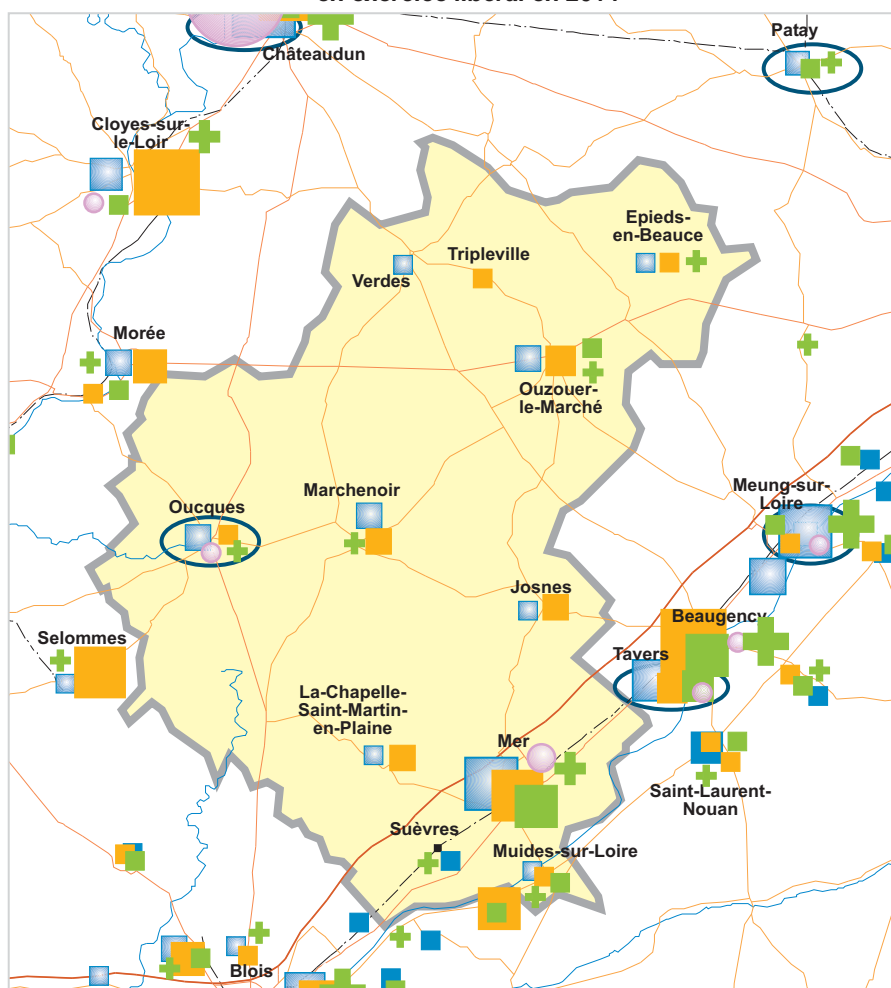 Patay
Châteaudun
Cloyes-sur-
le-Loir
Epieds-
en-Beauce
Tripleville
Verdes
Morée
Ouzouer-
le-Marché
Marchenoir
Oucques
Meung-sur-
Loire
Josnes
Beaugency
Selommes
Tavers
La-Chapelle-
Saint-Martin-
en-Plaine
Mer
Saint-Laurent-
Nouan
Suèvres
Muides-sur-Loire
Blois